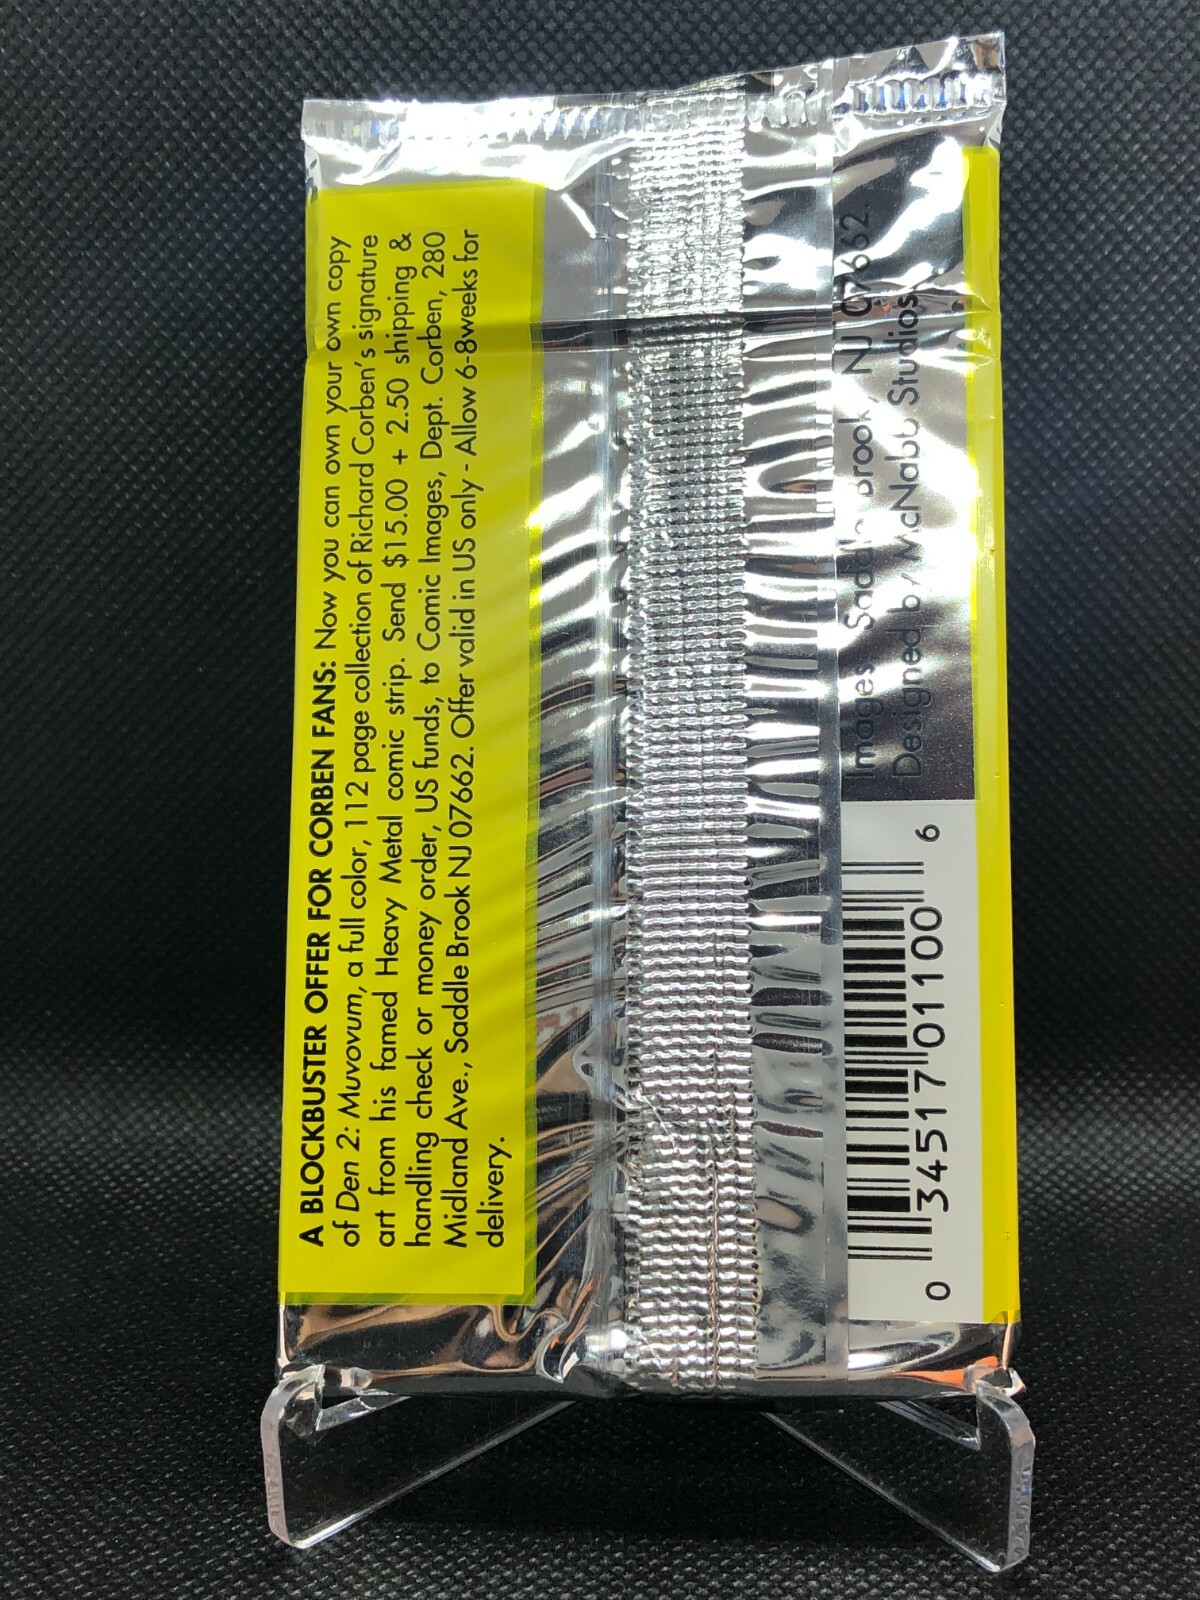 A BLOCKBUSTER OFFER FOR CORBEN FANS: Now you can own your own copy
of Den 2: Muvovum, a full color, 112 page collection of Richard Corben's signature
art from his famed Heavy Metal comic strip. Send $15.00 + 2.50 shipping &
handling check or money order, US funds, to Comic Images, Dept. Corben, 280
Midland Ave., Saddle Brook NJ 07662. Offer valid in US only - Allow 6-8weeks for
delivery.
Images Saddle Brook, NJ 07662.
Designed by McNabb Studios
0 34517 01100 6